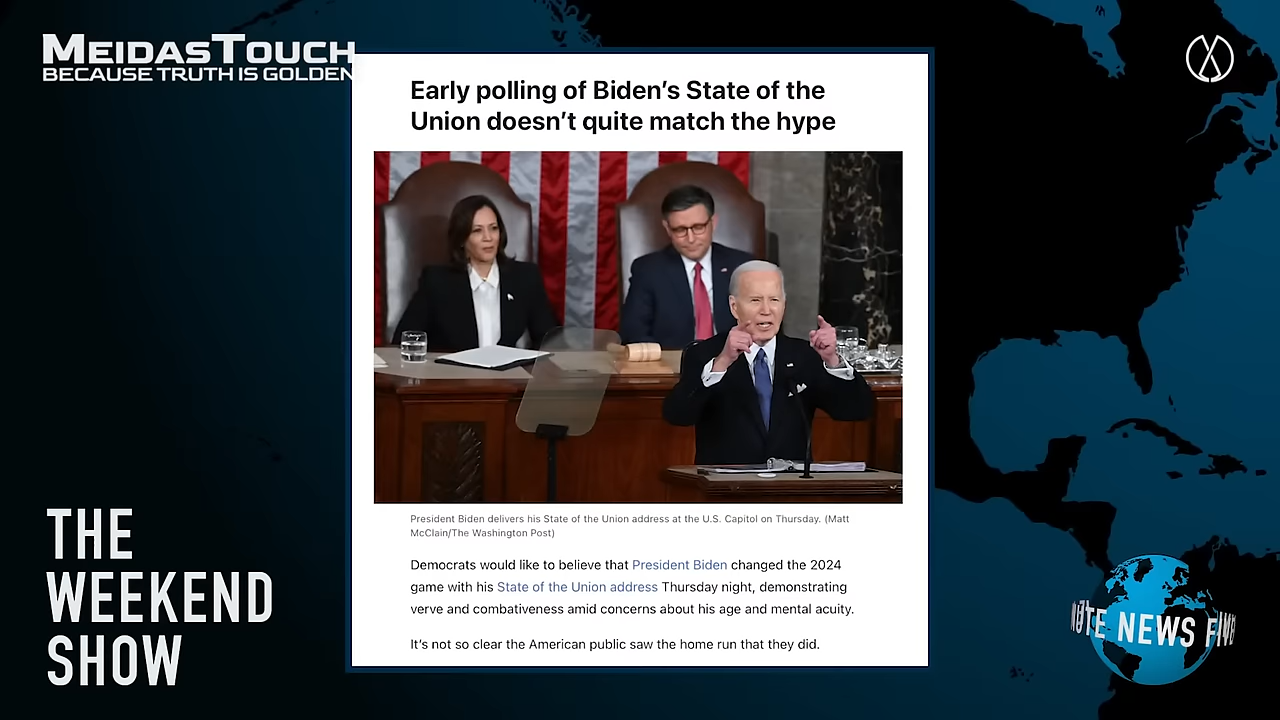 MEIDASTOUCH
BECAUSE TRUTH IS GOLDEN
Early polling of Biden’s State of the
Union doesn’t quite match the hype
President Biden delivers his State of the Union address at the U.S. Capitol on Thursday. (Matt
McClain/The Washington Post)
Democrats would like to believe that President Biden changed the 2024
game with his State of the Union address Thursday night, demonstrating
verve and combativeness amid concerns about his age and mental acuity.
It’s not so clear the American public saw the home run that they did.
THE
WEEKEND
SHOW
NEWS